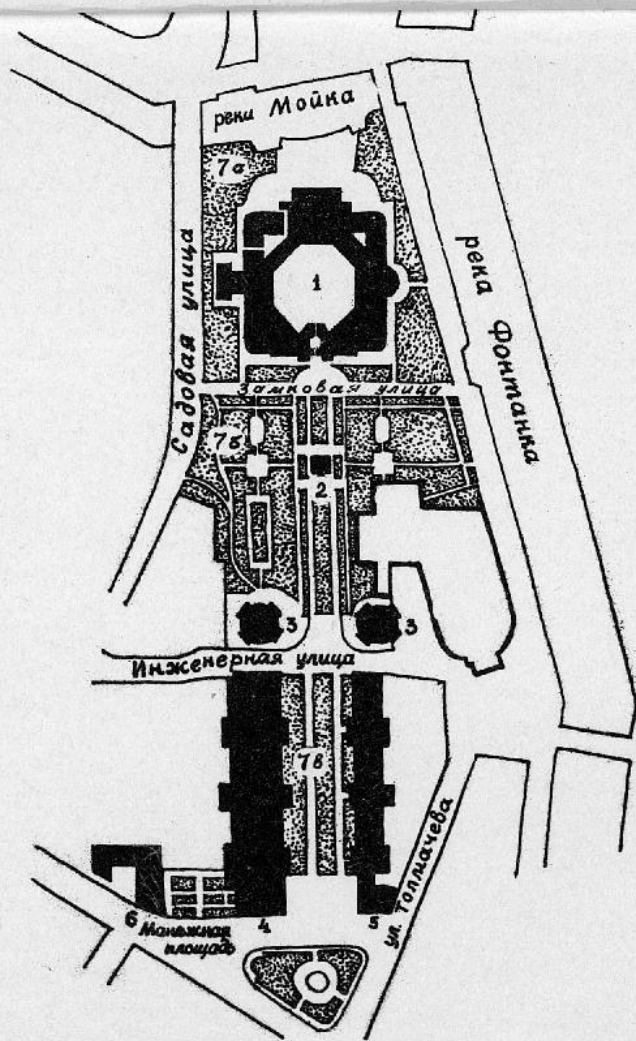 реки Мойка
7а
1
Садовая улица
река Фонтанка
Замковая улица
7б
2
3
3
Инженерная улица
7в
ул. Толмачева
6
4
5
Манежная
площадь